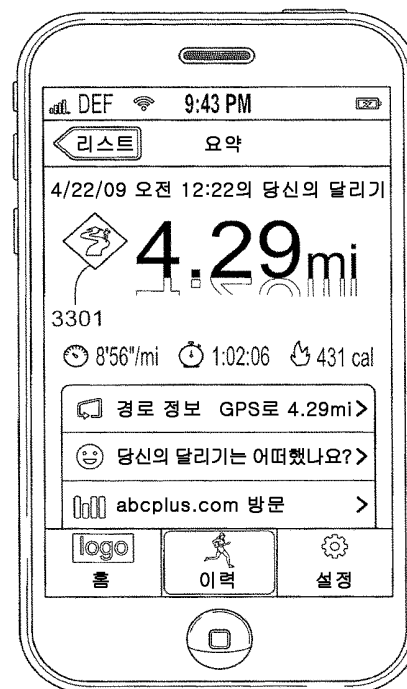 DEF 9:43 PM
리스트 요약
4/22/09 오전 12:22의 당신의 달리기
4.29mi
3301
8'56"/mi 1:02:06 431 cal
경로 정보 GPS로 4.29mi>
당신의 달리기는 어떠했나요?>
abcplus.com 방문 >
logo
홈 이력 설정